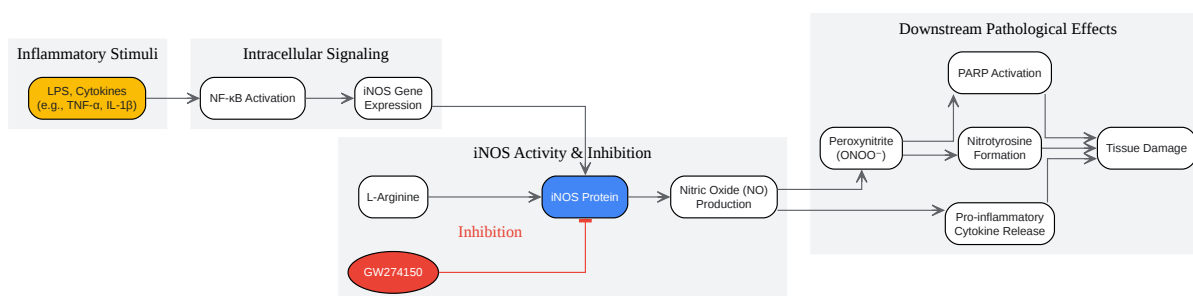 Inflammatory Stimuli
LPS, Cytokines
(e.g., TNF-α, IL-1β)
Intracellular Signaling
NF-κB Activation
iNOS Gene
Expression
iNOS Activity & Inhibition
L-Arginine
iNOS Protein
Nitric Oxide (NO)
Production
Inhibition
GW274150
Downstream Pathological Effects
PARP Activation
Peroxynitrite
(ONOO⁻)
Nitrotyrosine
Formation
Tissue Damage
Pro-inflammatory
Cytokine Release